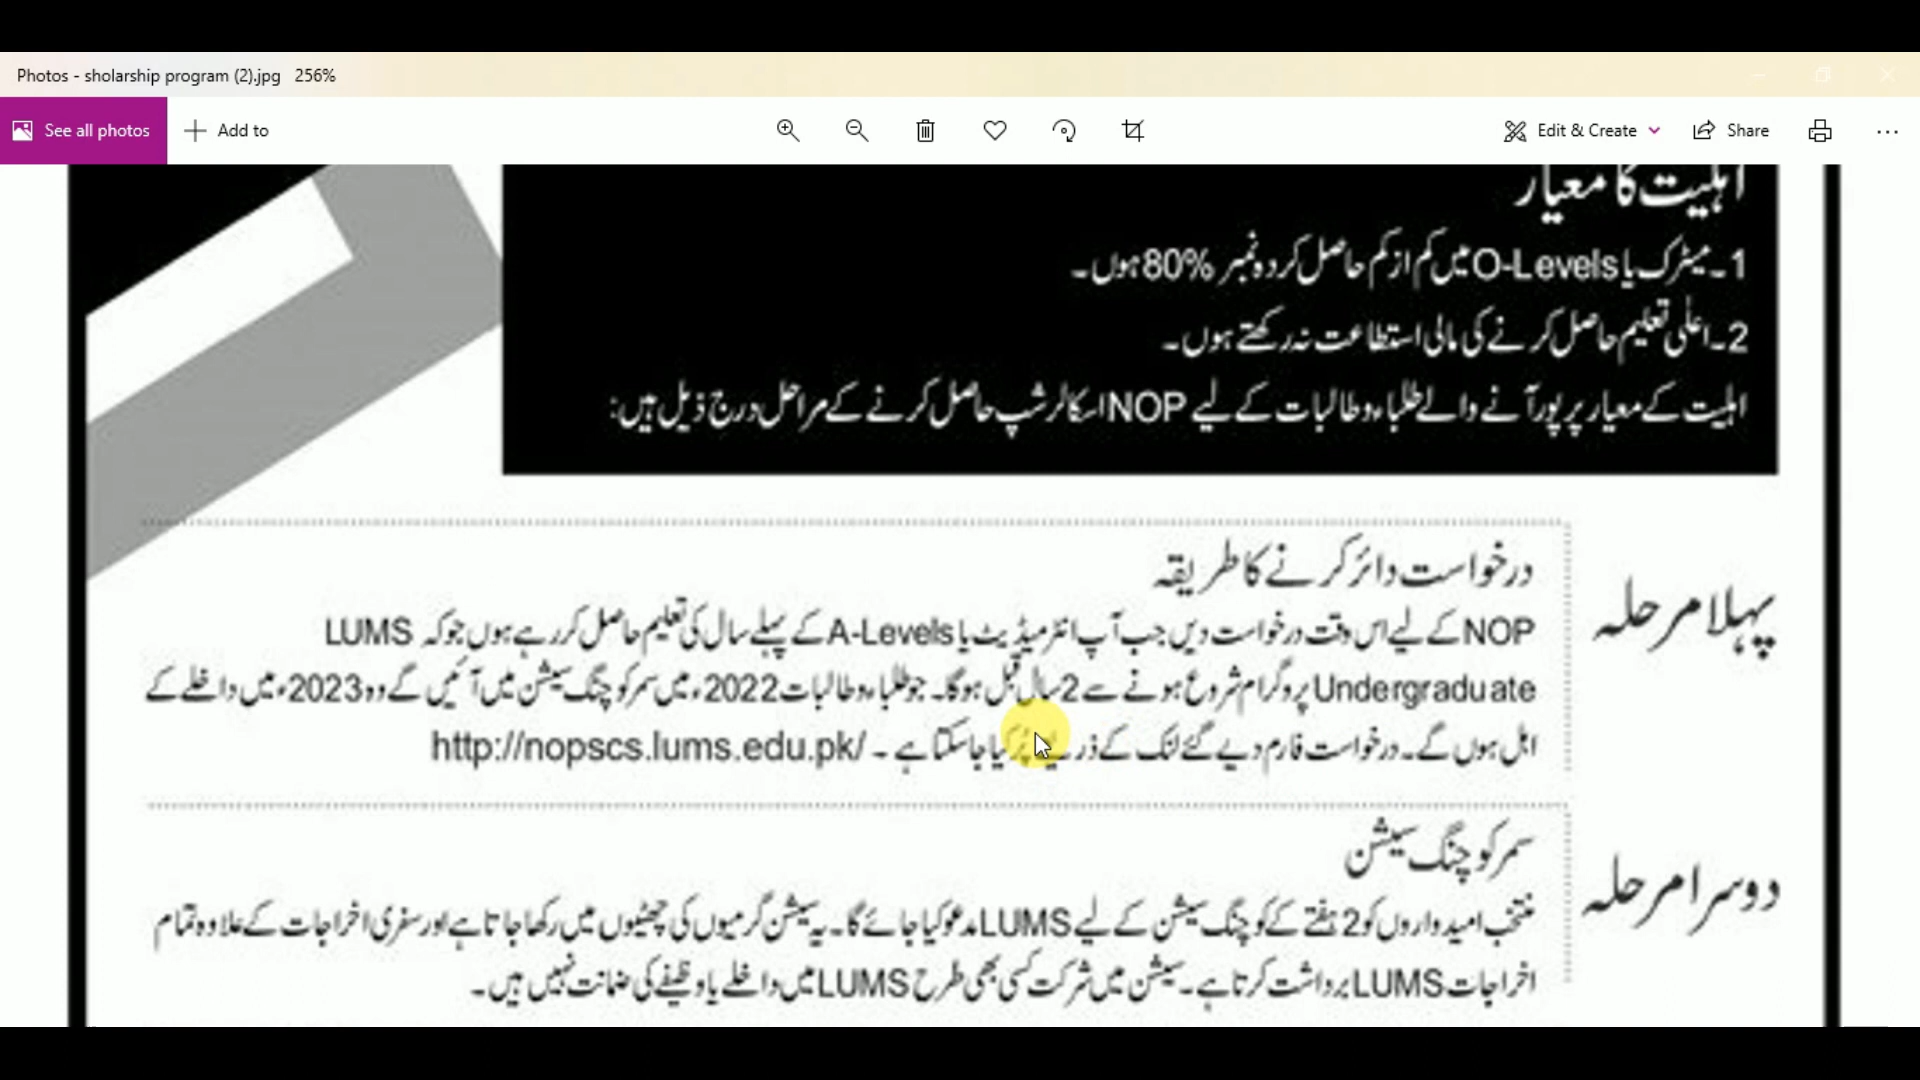 Photos - sholarship program (2).jpg 256%
See all photos
Add to
Edit & Create
Share
اہلیت کا معیار
1۔ میٹرک یا O-Levels میں کم از کم حاصل کردہ نمبر 80% ہوں۔
2۔ اعلٰی تعلیم حاصل کرنے کی مالی استطاعت نہ رکھتے ہوں۔
اہلیت کے معیار پر پورا آنے والے طلباء و طالبات کے لیے NOP اسکالرشپ حاصل کرنے کے مراحل درج ذیل ہیں:
پہلا مرحلہ
درخواست دائر کرنے کا طریقہ
NOP کے لیے اس وقت درخواست دیں جب آپ انٹرمیڈیٹ یا A-Levels کے پہلے سال کی تعلیم حاصل کر رہے ہوں جو کہ LUMS
Undergraduate پروگرام شروع ہونے سے 2 سال قبل ہوگا۔ جو طلباء و طالبات 2022ء میں سمر کوچنگ سیشن میں آئیں گے وہ 2023ء میں داخلے کے
اہل ہوں گے۔ درخواست فارم دیے گئے لنک کے ذریعے پُر کیا جا سکتا ہے۔ http://nopscs.lums.edu.pk/
دوسرا مرحلہ
سمر کوچنگ سیشن
منتخب امیدواروں کو 2 ہفتے کے کوچنگ سیشن کے لیے LUMS مدعو کیا جائے گا۔ یہ سیشن گرمیوں کی چھٹیوں میں رکھا جاتا ہے اور سفری اخراجات کے علاوہ تمام
اخراجات LUMS برداشت کرتا ہے۔ سیشن میں شرکت کسی بھی طرح LUMS میں داخلے یا وظیفے کی ضمانت نہیں ہیں۔